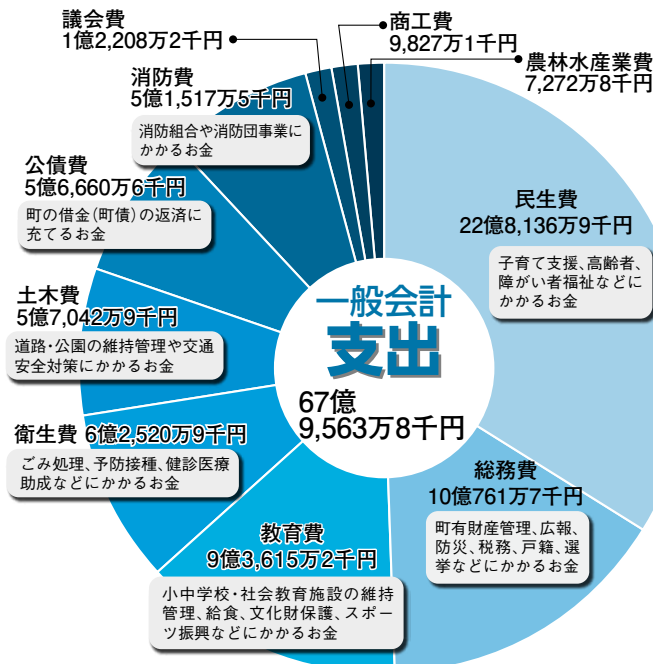 議会費
1億2,208万2千円
商工費
9,827万1千円
農林水産業費
7,272万8千円
消防費
5億1,517万5千円
消防組合や消防団事業に
かかるお金
公債費
5億6,660万6千円
町の借金（町債）の返済に
充てるお金
民生費
22億8,136万9千円
子育て支援、高齢者、
障がい者福祉などに
かかるお金
土木費
5億7,042万9千円
道路・公園の維持管理や交通
安全対策にかかるお金
一般会計
支出
67億
9,563万8千円
衛生費 6億2,520万9千円
ごみ処理、予防接種、健診医療
助成などにかかるお金
総務費
10億761万7千円
町有財産管理、広報、
防災、税務、戸籍、選
挙などにかかるお金
教育費
9億3,615万2千円
小中学校・社会教育施設の維持
管理、給食、文化財保護、スポー
ツ振興などにかかるお金